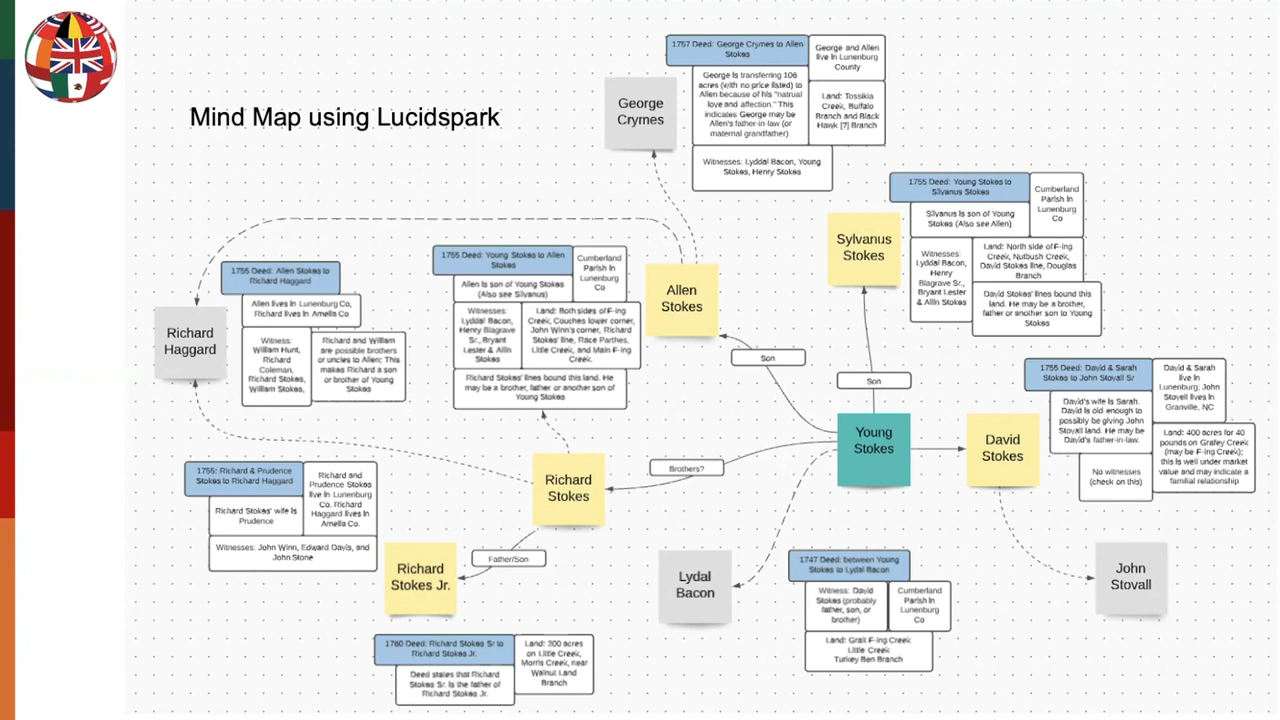 Mind Map using Lucidspark
George
Crymes
1757 Deed: George Crymes to Allen
Stokes
George and Allen
live in Lunenburg
County
George is transferring 106
acres (with no price listed) to
Allen because of his "natrual
love and affection." This
indicates George may be
Allen's father-in-law (or
maternal grandfather)
Land: Tossikia
Creek, Buffalo
Branch and Black
Hawk [?] Branch
Witnesses: Lyddal Bacon, Young
Stokes, Henry Stokes
Sylvanus
Stokes
1755 Deed: Young Stokes to
Silyanus Stokes
Cumberland
Parish in
Lunenburg
Co
Silvanus is son of Young
Stokes (Also see Allen)
Witnesses:
Lyddal Bacon,
Henry
Blagrave Sr.,
Bryant Lester
& Allin Stokes
Land: North side of F-ing
Creek, Nutbush Creek,
David Stokes line, Douglas
Branch
David Stokes' lines bound this
land. He may be a brother,
father or another son to Young
Stokes
Richard
Haggard
1755 Deed: Allen Stokes to
Richard Haggard
Allen lives in Lunenburg Co,
Richard lives in Amelia Co
Witness:
William Hunt,
Richard
Coleman,
Richard Stokes,
William Stokes,
Richard and William
are possible brothers
or uncles to Allen; This
makes Richard a son
or brother of Young
Stokes
1755 Deed: Young Stokes to Allen
Stokes
Cumberland
Parish in
Lunenburg
Co
Allen is son of Young Stokes
(Also see Silvanus)
Witnesses:
Lyddal Bacon,
Henry Blagrave
Sr., Bryant
Lester & Allin
Stokes
Land: Both sides of F-ing
Creek, Couches lower corner,
John Winn's corner, Richard
Stokes' line, Race Parthes,
Little Creek, and Main F-ing
Creek.
Richard Stokes' lines bound this land. He
may be a brother, father or another son of
Young Stokes
Allen
Stokes
Son
Son
Young
Stokes
David
Stokes
1755 Deed: David & Sarah
Stokes to John Stovall Sr
David & Sarah
live in
Lunenburg; John
Stovell lives in
Granville, NC
David's wife is Sarah.
David is old enough to
possibly be giving John
Stovall land. He may be
David's father-in-law.
Land: 400 acres for 40
pounds on Grafey Creek
(may be F-ing Creek);
this is well under market
value and may indicate a
familial relationship
No witnesses
(check on this)
Brothers?
Richard
Stokes
1755: Richard & Prudence
Stokes to Richard Haggard
Richard and
Prudence Stokes
live in Lunenburg
Co. Richard
Haggard lives in
Amelia Co.
Richard Stokes' wife is
Prudence
Witnesses: John Winn, Edward Davis, and
John Stone
Father/Son
Richard
Stokes Jr.
Lydal
Bacon
1747 Deed: between Young
Stokes to Lydal Bacon
Witness: David
Stokes (probably
father, son, or
brother)
Cumberland
Parish in
Lunenburg
Co
Land: Grait F-ing Creek
Little Creek
Turkey Ben Branch
John
Stovall
1760 Deed: Richard Stokes Sr to
Richard Stokes Jr.
Land: 200 acres
on Little Creek,
Morris Creek, near
Walnut Land
Branch
Deed states that Richard
Stokes Sr. is the father of
Richard Stokes Jr.